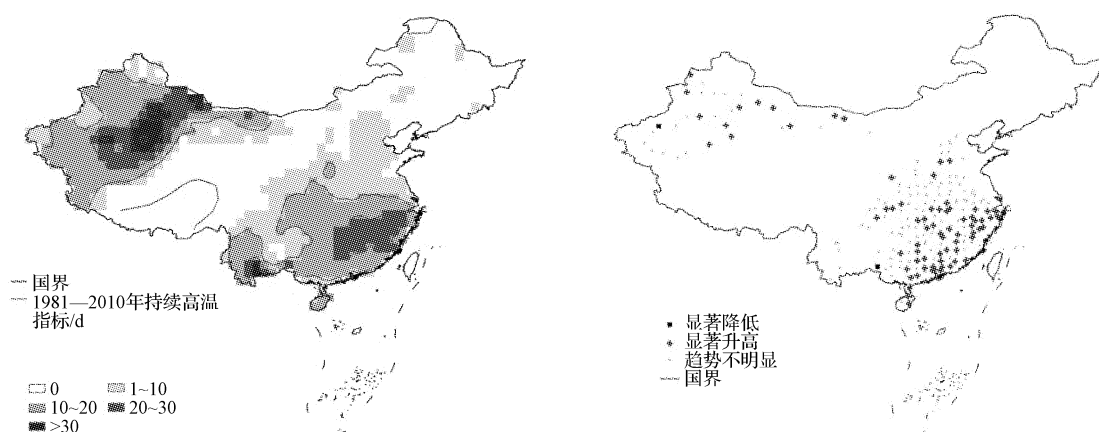 国界
1981—2010年持续高温
指标/d
0
1~10
10~20
20~30
>30
显著降低
显著升高
趋势不明显
国界